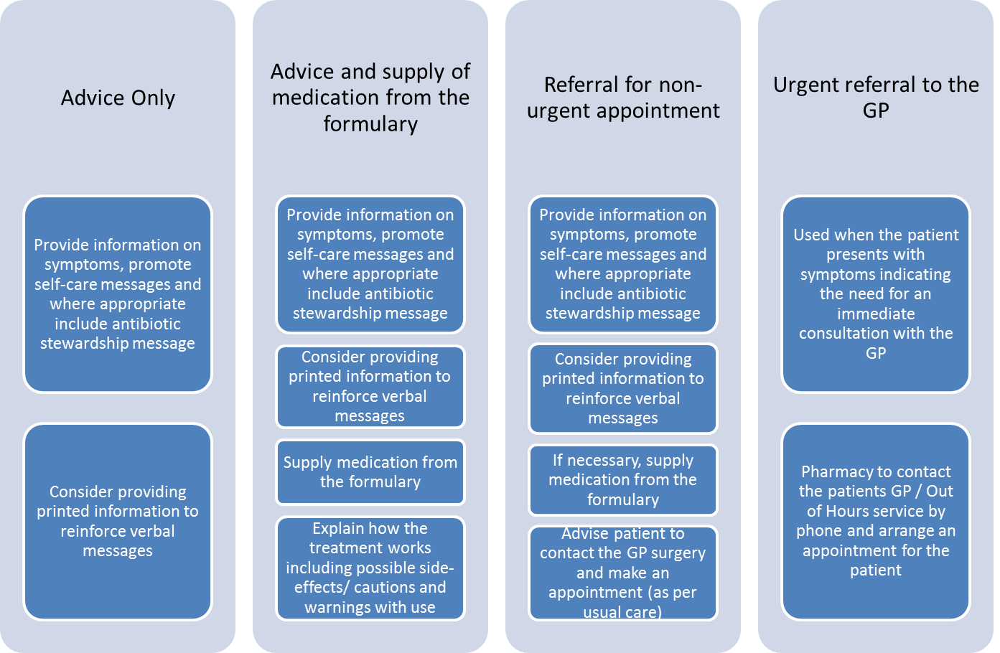 Advice Only
Provide information on
symptoms, promote
self-care messages and
where appropriate
include antibiotic
stewardship message
Consider providing
printed information to
reinforce verbal
messages
Advice and supply of
medication from the
formulary
Provide information on
symptoms, promote
self-care messages and
where appropriate
include antibiotic
stewardship message
Consider providing
printed information to
reinforce verbal
messages
Supply medication from
the formulary
Explain how the
treatment works
including possible side-
effects/ cautions and
warnings with use
Referral for non-
urgent appointment
Provide information on
symptoms, promote
self-care messages and
where appropriate
include antibiotic
stewardship message
Consider providing
printed information to
reinforce verbal
messages
If necessary, supply
medication from the
formulary
Advise patient to
contact the GP surgery
and make an
appointment (as per
usual care)
Urgent referral to the
GP
Used when the patient
presents with
symptoms indicating
the need for an
immediate
consultation with the
GP
Pharmacy to contact
the patients GP / Out
of Hours service by
phone and arrange an
appointment for the
patient